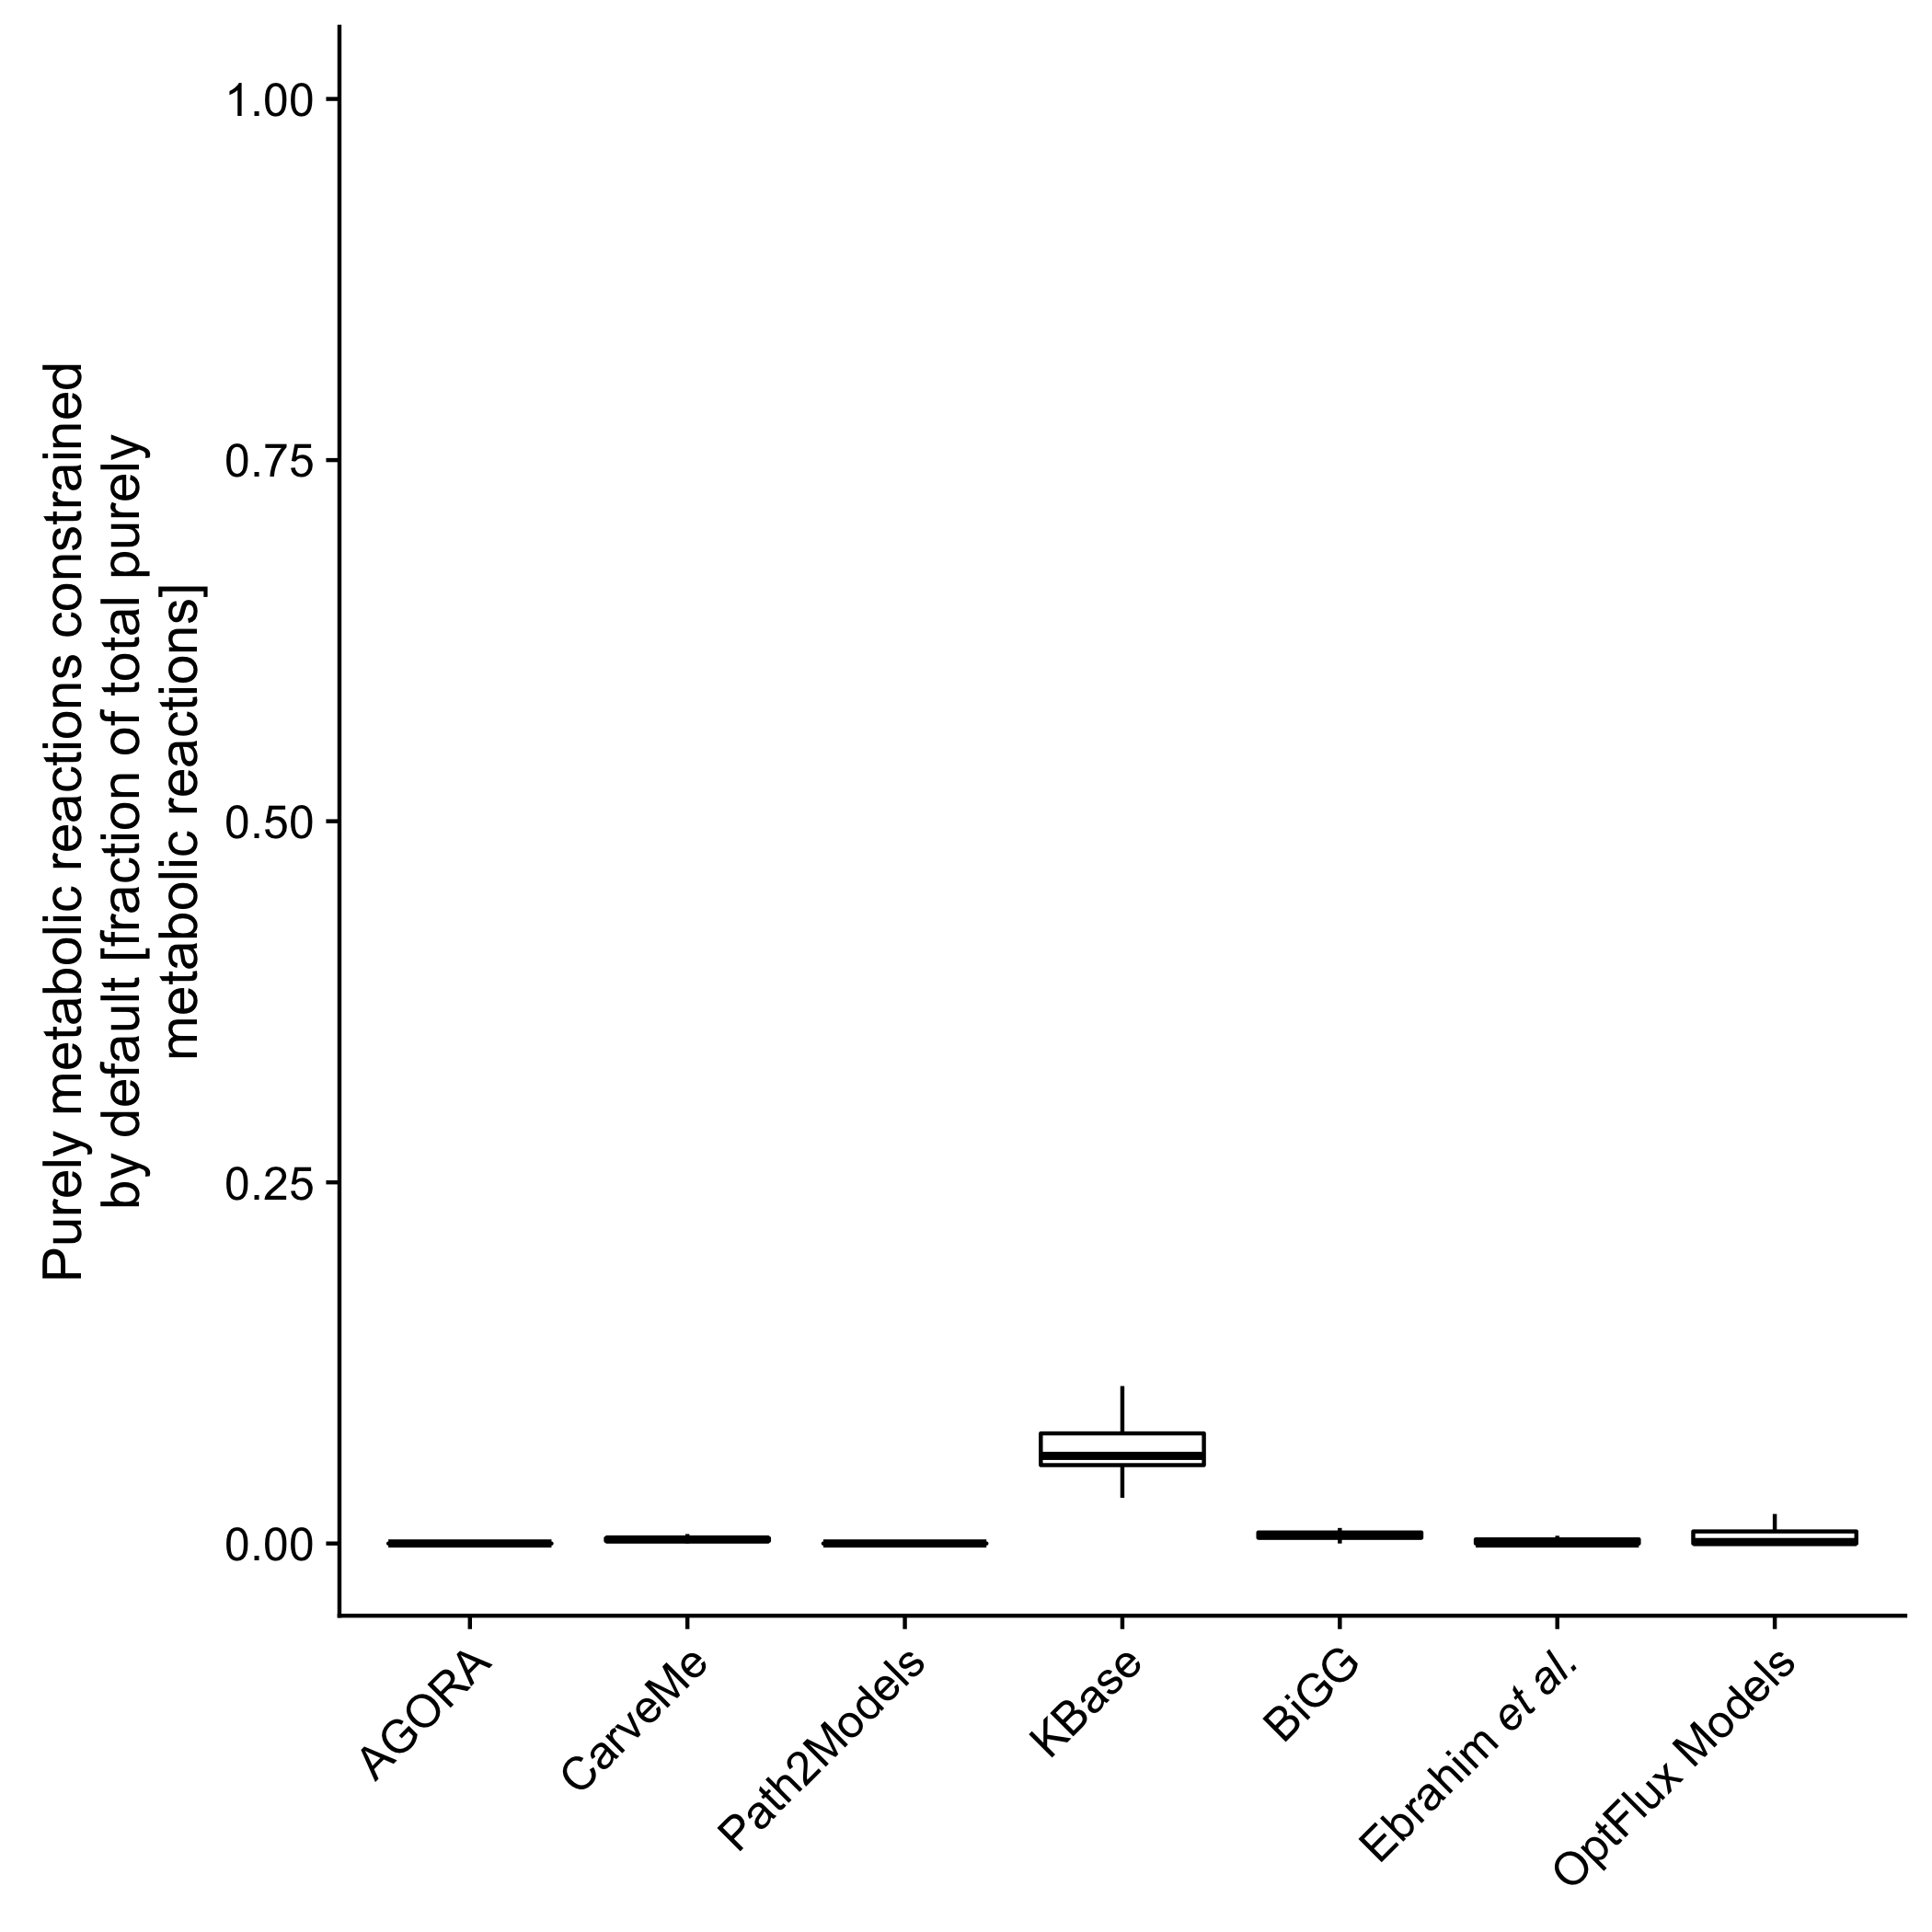 Purely metabolic reactions constrained
by default [fraction of total purely
metabolic reactions]
1.00
0.75
0.50
0.25
0.00
AGORA
CarveMe
Path2Models
KBase
BiGG
Ebrahim et al.
OptFlux Models